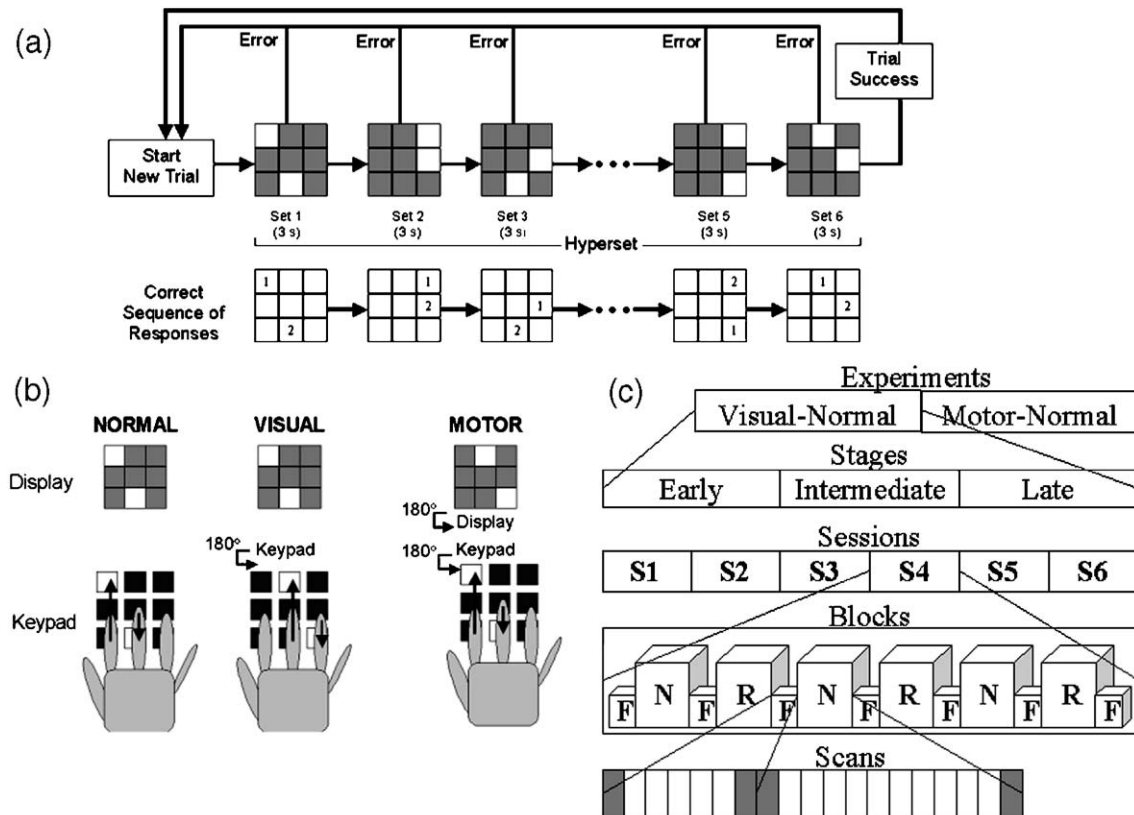 (a)
Error Error Error Error
Trial
Success
Start
New Trial
Set 1 Set 2 Set 3 Set 5 Set 6
(3 s) (3 s) (3 s) (3 s) (3 s)
Hyperset
Correct
Sequence of
Responses
1 1 2 1
2 1 2
2 2 1
(b)
NORMAL VISUAL MOTOR
Display
180° Display
180° Keypad 180° Keypad
Keypad
(c)
Experiments
Visual-Normal Motor-Normal
Stages
Early Intermediate Late
Sessions
S1 S2 S3 S4 S5 S6
Blocks
F N F R F N F R F N F R F
Scans